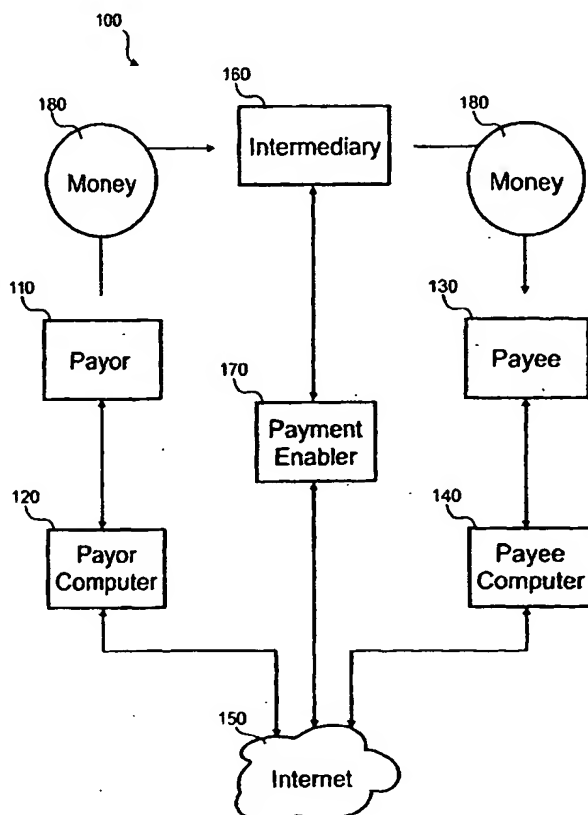 100
180
Money
160
Intermediary
180
Money
110
Payor
130
Payee
170
Payment
Enabler
120
Payor
Computer
140
Payee
Computer
150
Internet